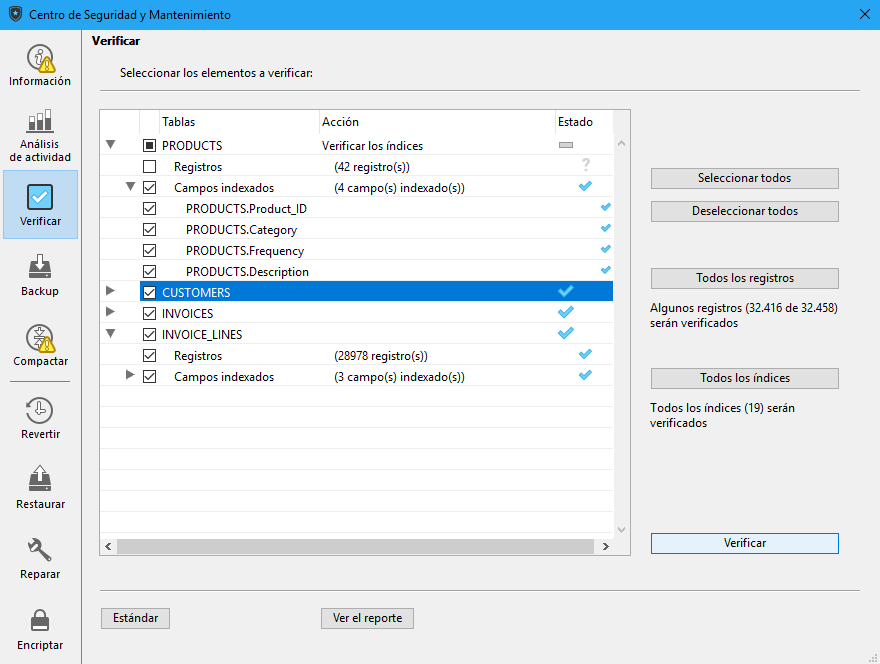 Centro de Seguridad y Mantenimiento
Verificar
Seleccionar los elementos a verificar:
Información
Análisis
de actividad
Verificar
Backup
Compactar
Revertir
Restaurar
Reparar
Encriptar
Tablas Acción Estado
PRODUCTS Verificar los índices
Registros (42 registro(s)) ?
Campos indexados (4 campo(s) indexado(s))
PRODUCTS.Product_ID
PRODUCTS.Category
PRODUCTS.Frequency
PRODUCTS.Description
CUSTOMERS
INVOICES
INVOICE_LINES
Registros (28978 registro(s))
Campos indexados (3 campo(s) indexado(s))
Seleccionar todos
Deseleccionar todos
Todos los registros
Algunos registros (32.416 de 32.458)
serán verificados
Todos los índices
Todos los índices (19) serán
verificados
Verificar
Estándar
Ver el reporte